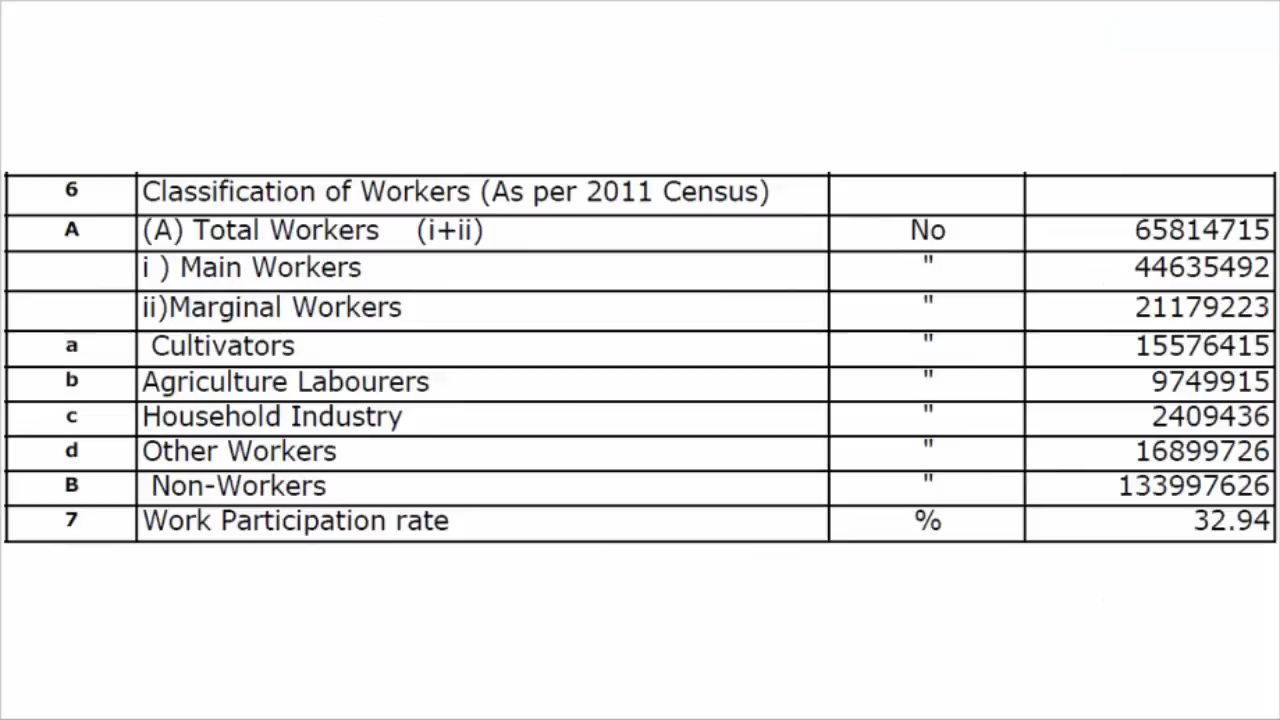 6 Classification of Workers (As per 2011 Census)
A (A) Total Workers (i+ii) No 65814715
i ) Main Workers " 44635492
ii)Marginal Workers " 21179223
a Cultivators " 15576415
b Agriculture Labourers " 9749915
c Household Industry " 2409436
d Other Workers " 16899726
B Non-Workers " 133997626
7 Work Participation rate % 32.94